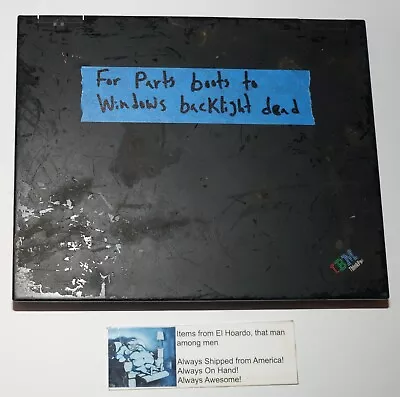 For Parts boots to
Windows backlight dead
IBM
ThinkPad
Items from El Hoardo, that man
among men
Always Shipped from America!
Always On Hand!
Always Awesome!